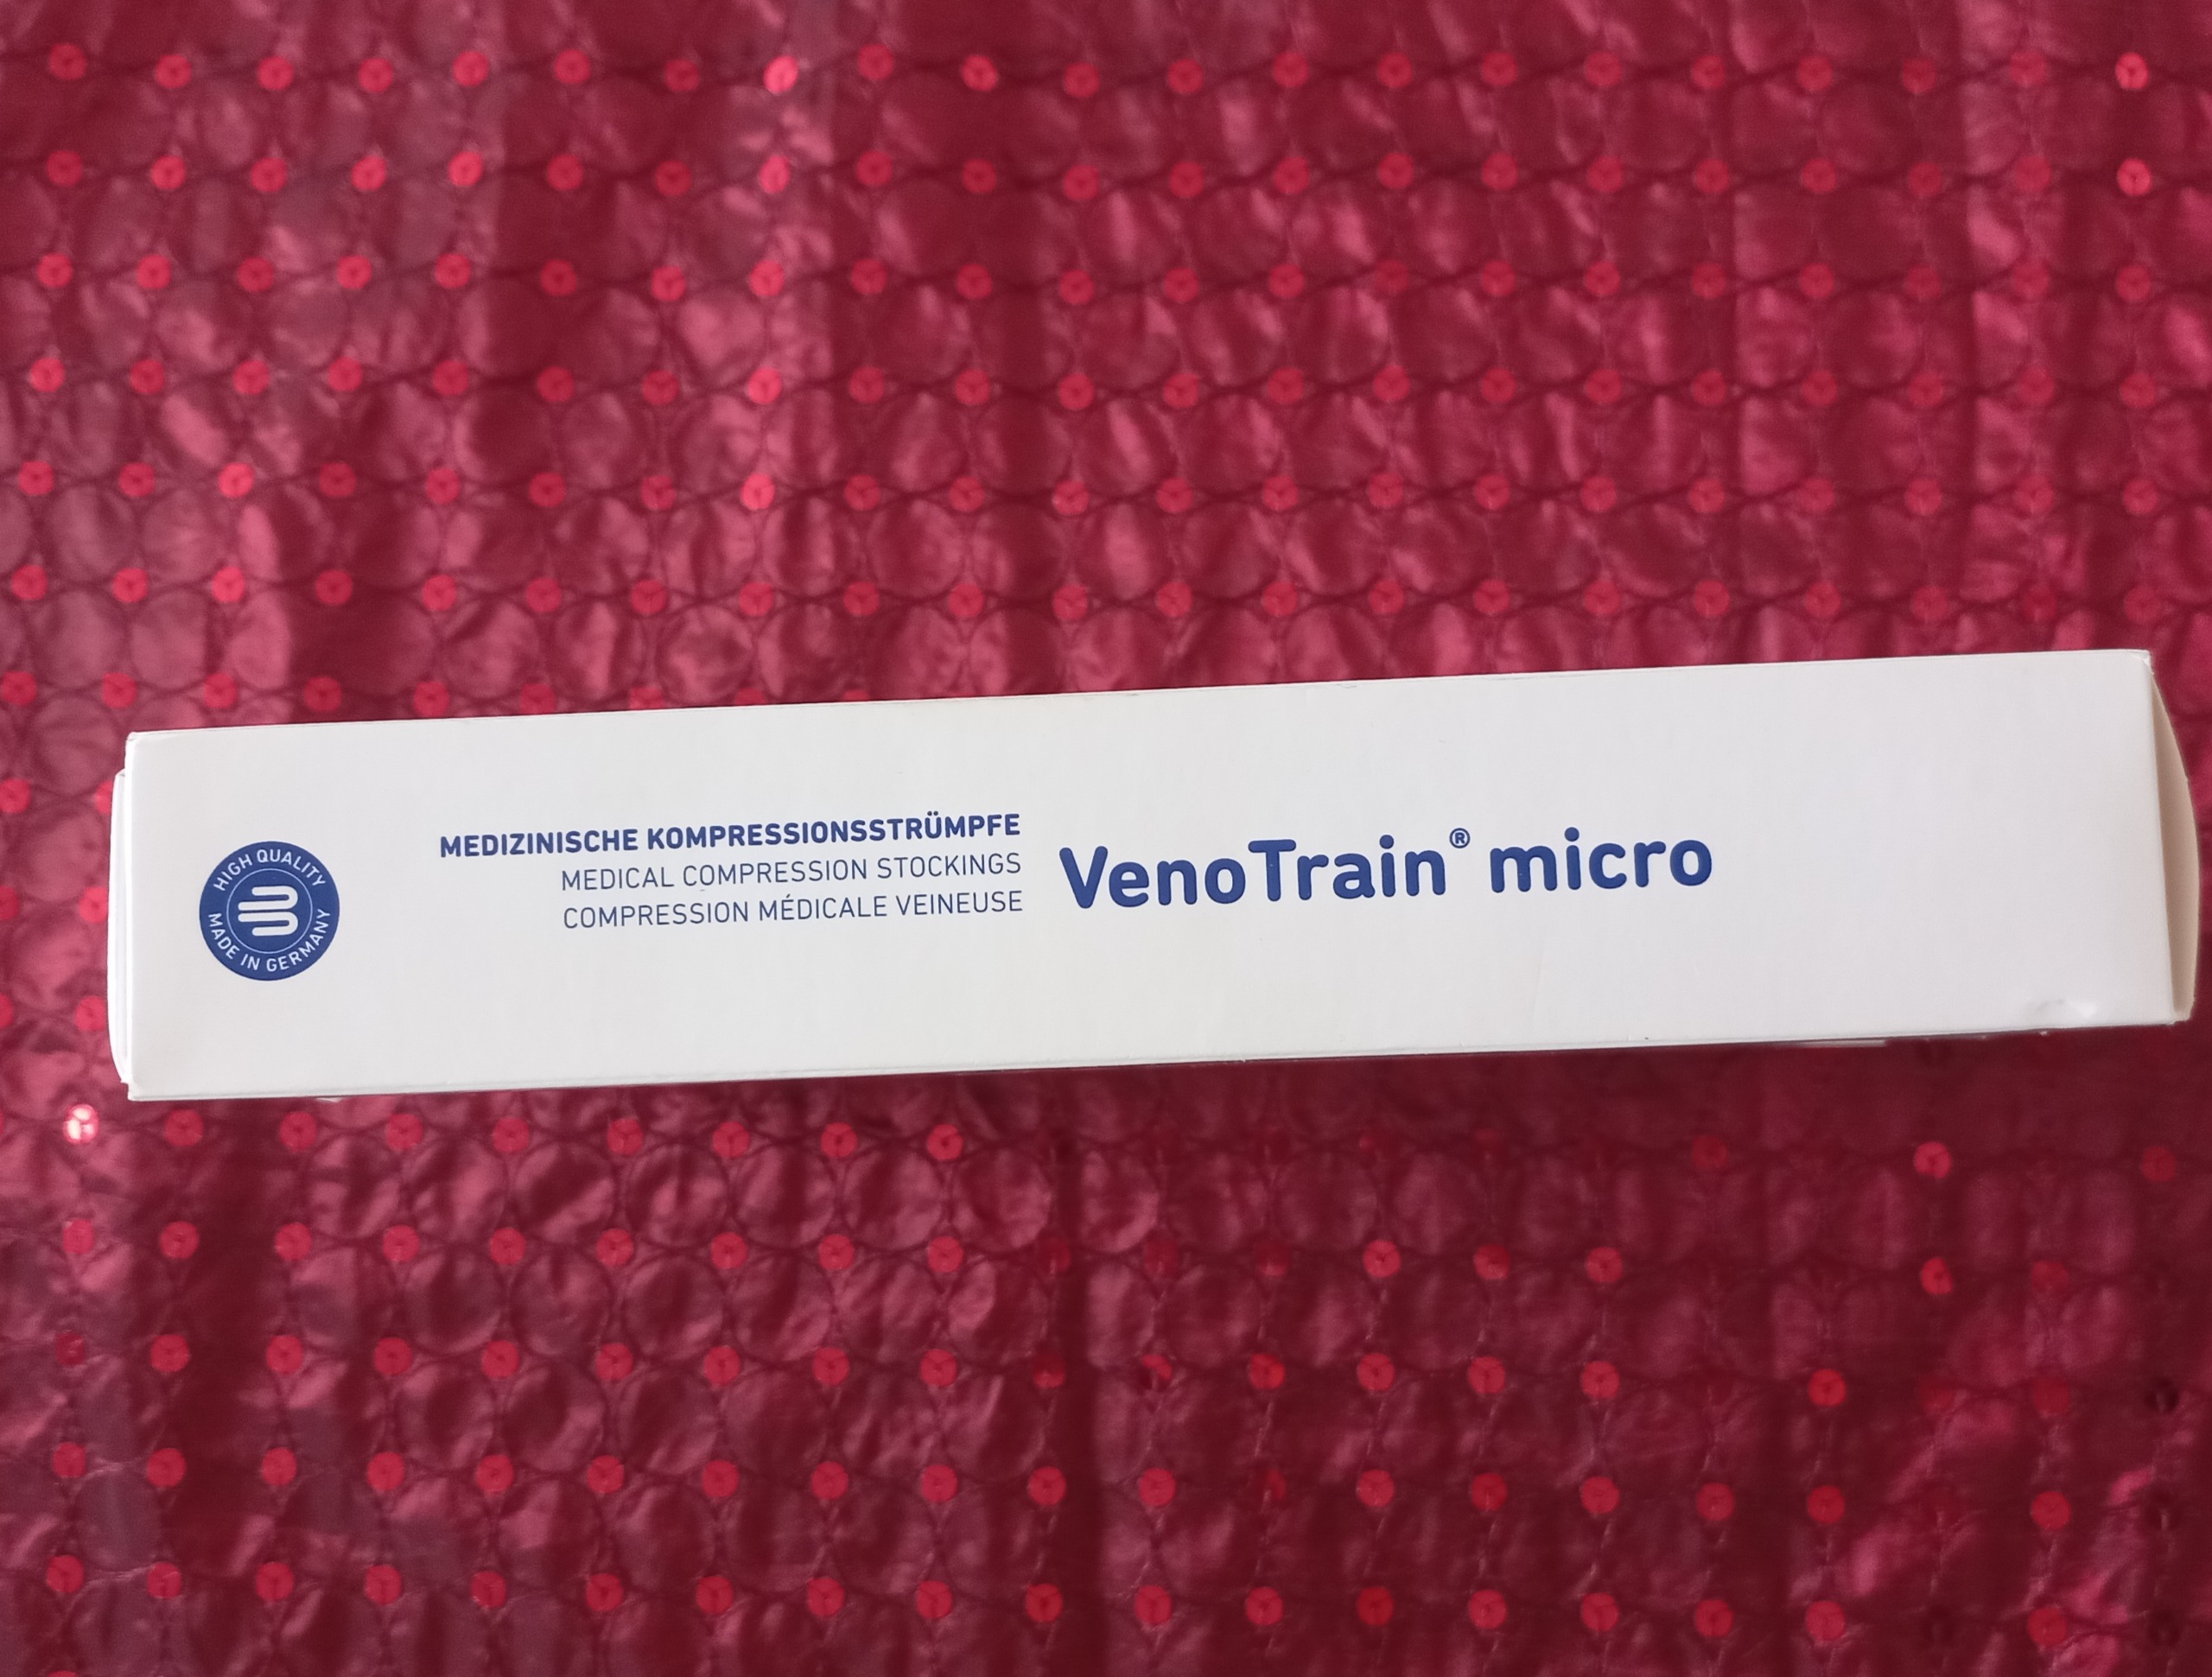 HIGH QUALITY
MADE IN GERMANY
MEDIZINISCHE KOMPRESSIONSSTRÜMPFE
MEDICAL COMPRESSION STOCKINGS
COMPRESSION MÉDICALE VEINEUSE
VenoTrain® micro